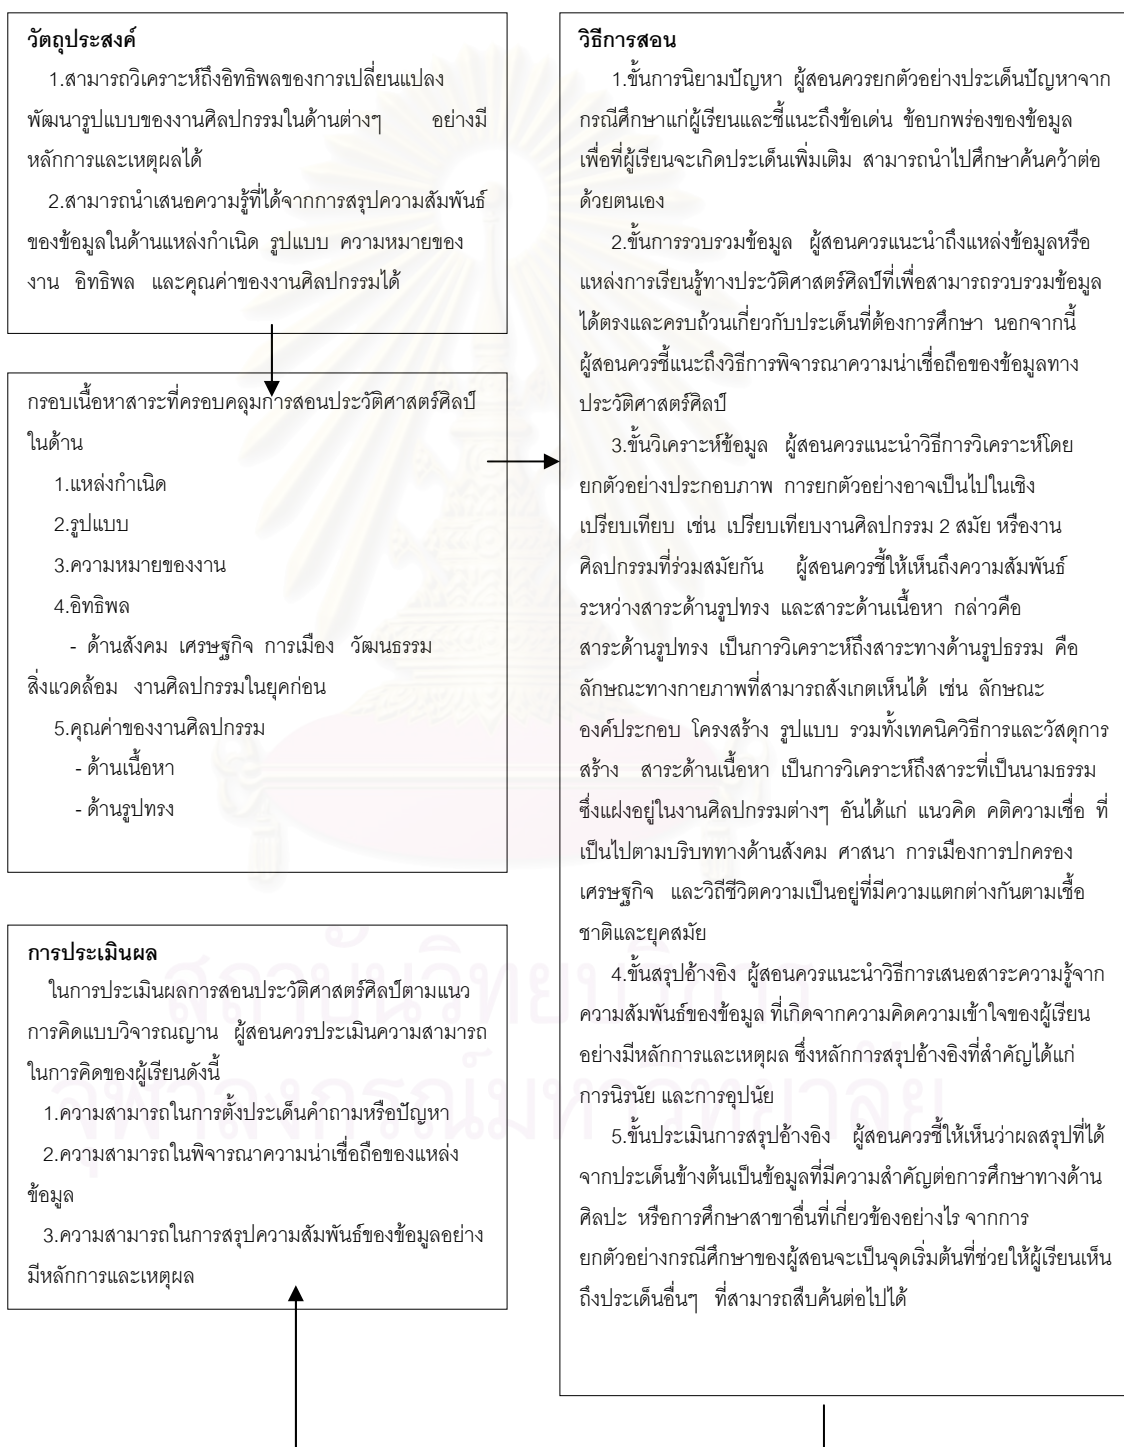 วัตถุประสงค์
1.สามารถวิเคราะห์ถึงอิทธิพลของการเปลี่ยนแปลง
พัฒนารูปแบบของงานศิลปกรรมในด้านต่างๆ อย่างมี
หลักการและเหตุผลได้
2.สามารถนำเสนอความรู้ที่ได้จากการสรุปความสัมพันธ์
ของข้อมูลในด้านแหล่งกำเนิด รูปแบบ ความหมายของ
งาน อิทธิพล และคุณค่าของงานศิลปกรรมได้
กรอบเนื้อหาสาระที่ครอบคลุมการสอนประวัติศาสตร์ศิลป์
ในด้าน
1.แหล่งกำเนิด
2.รูปแบบ
3.ความหมายของงาน
4.อิทธิพล
- ด้านสังคม เศรษฐกิจ การเมือง วัฒนธรรม
สิ่งแวดล้อม งานศิลปกรรมในยุคก่อน
5.คุณค่าของงานศิลปกรรม
- ด้านเนื้อหา
- ด้านรูปทรง
วิธีการสอน
1.ขั้นการนิยามปัญหา ผู้สอนควรยกตัวอย่างประเด็นปัญหาจาก
กรณีศึกษาแก่ผู้เรียนและชี้แนะถึงข้อเด่น ข้อบกพร่องของข้อมูล
เพื่อที่ผู้เรียนจะเกิดประเด็นเพิ่มเติม สามารถนำไปศึกษาค้นคว้าต่อ
ด้วยตนเอง
2.ขั้นการรวบรวมข้อมูล ผู้สอนควรแนะนำถึงแหล่งข้อมูลหรือ
แหล่งการเรียนรู้ทางประวัติศาสตร์ศิลป์ที่เพื่อสามารถรวบรวมข้อมูล
ได้ตรงและครบถ้วนเกี่ยวกับประเด็นที่ต้องการศึกษา นอกจากนี้
ผู้สอนควรชี้แนะถึงวิธีการพิจารณาความน่าเชื่อถือของข้อมูลทาง
ประวัติศาสตร์ศิลป์
3.ขั้นวิเคราะห์ข้อมูล ผู้สอนควรแนะนำวิธีการวิเคราะห์โดย
ยกตัวอย่างประกอบภาพ การยกตัวอย่างอาจเป็นไปในเชิง
เปรียบเทียบ เช่น เปรียบเทียบงานศิลปกรรม 2 สมัย หรืองาน
ศิลปกรรมที่ร่วมสมัยกัน ผู้สอนควรชี้ให้เห็นถึงความสัมพันธ์
ระหว่างสาระด้านรูปทรง และสาระด้านเนื้อหา กล่าวคือ
สาระด้านรูปทรง เป็นการวิเคราะห์ถึงสาระทางด้านรูปธรรม คือ
ลักษณะทางกายภาพที่สามารถสังเกตเห็นได้ เช่น ลักษณะ
องค์ประกอบ โครงสร้าง รูปแบบ รวมทั้งเทคนิควิธีการและวัสดุการ
สร้าง สาระด้านเนื้อหา เป็นการวิเคราะห์ถึงสาระที่เป็นนามธรรม
ซึ่งแฝงอยู่ในงานศิลปกรรมต่างๆ อันได้แก่ แนวคิด คติความเชื่อ ที่
เป็นไปตามบริบททางด้านสังคม ศาสนา การเมืองการปกครอง
เศรษฐกิจ และวิถีชีวิตความเป็นอยู่ที่มีความแตกต่างกันตามเชื้อ
ชาติและยุคสมัย
4.ขั้นสรุปอ้างอิง ผู้สอนควรแนะนำวิธีการเสนอสาระความรู้จาก
ความสัมพันธ์ของข้อมูล ที่เกิดจากความคิดความเข้าใจของผู้เรียน
อย่างมีหลักการและเหตุผล ซึ่งหลักการสรุปอ้างอิงที่สำคัญได้แก่
การนิรนัย และการอุปนัย
5.ขั้นประเมินการสรุปอ้างอิง ผู้สอนควรชี้ให้เห็นว่าผลสรุปที่ได้
จากประเด็นข้างต้นเป็นข้อมูลที่มีความสำคัญต่อการศึกษาทางด้าน
ศิลปะ หรือการศึกษาสาขาอื่นที่เกี่ยวข้องอย่างไร จากการ
ยกตัวอย่างกรณีศึกษาของผู้สอนจะเป็นจุดเริ่มต้นที่ช่วยให้ผู้เรียนเห็น
ถึงประเด็นอื่นๆ ที่สามารถสืบค้นต่อไปได้
การประเมินผล
ในการประเมินผลการสอนประวัติศาสตร์ศิลป์ตามแนว
การคิดแบบวิจารณญาน ผู้สอนควรประเมินความสามารถ
ในการคิดของผู้เรียนดังนี้
1.ความสามารถในการตั้งประเด็นคำถามหรือปัญหา
2.ความสามารถในพิจารณาความน่าเชื่อถือของแหล่ง
ข้อมูล
3.ความสามารถในการสรุปความสัมพันธ์ของข้อมูลอย่าง
มีหลักการและเหตุผล
สถาบันวิทยบริการ
จุฬาลงกรณ์มหาวิทยาลัย